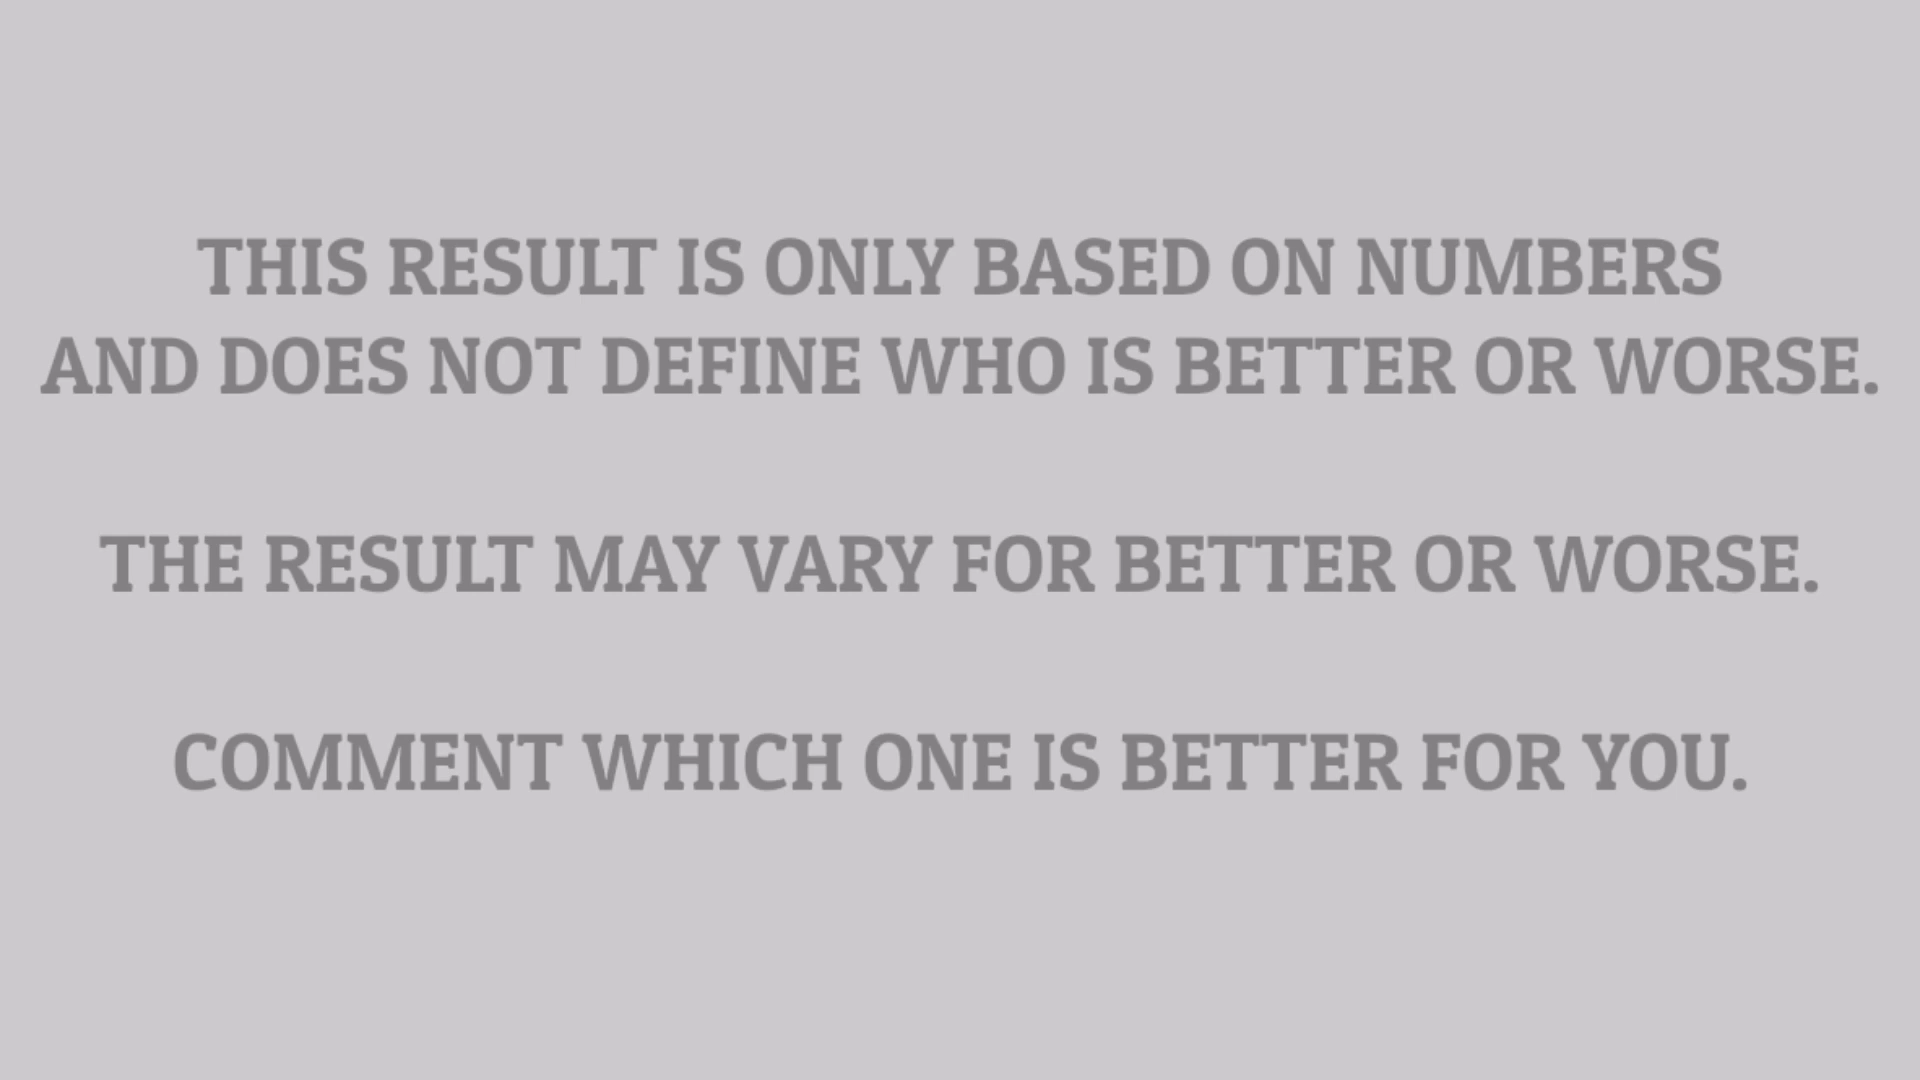 THIS RESULT IS ONLY BASED ON NUMBERS
AND DOES NOT DEFINE WHO IS BETTER OR WORSE.
THE RESULT MAY VARY FOR BETTER OR WORSE.
COMMENT WHICH ONE IS BETTER FOR YOU.